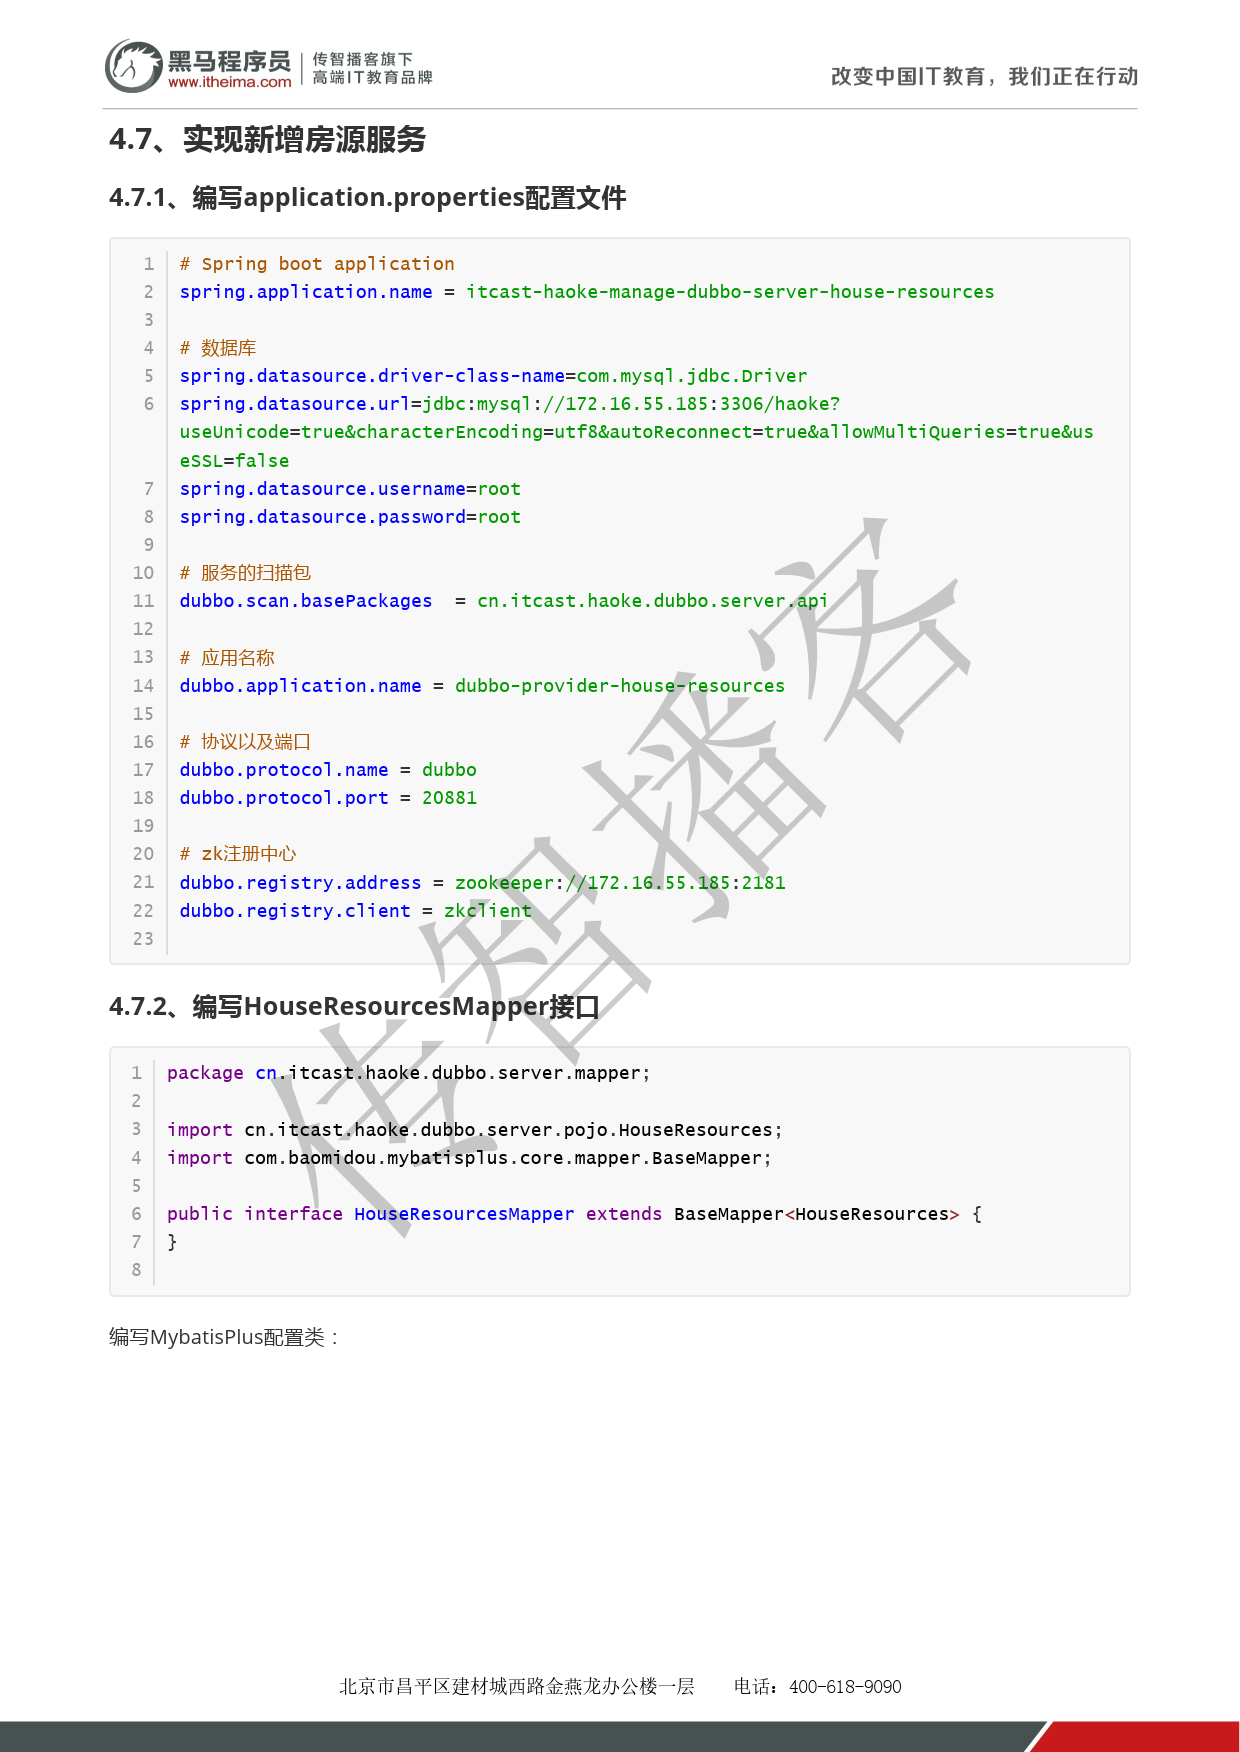 黑马程序员
www.itheima.com
传智播客旗下
高端IT教育品牌
改变中国IT教育，我们正在行动
4.7、实现新增房源服务
4.7.1、编写application.properties配置文件
1 # Spring boot application
2 spring.application.name = itcast-haoke-manage-dubbo-server-house-resources
3
4 # 数据库
5 spring.datasource.driver-class-name=com.mysql.jdbc.Driver
6 spring.datasource.url=jdbc:mysql://172.16.55.185:3306/haoke?
useUnicode=true&characterEncoding=utf8&autoReconnect=true&allowMultiQueries=true&us
eSSL=false
7 spring.datasource.username=root
8 spring.datasource.password=root
9
10 # 服务的扫描包
11 dubbo.scan.basePackages  = cn.itcast.haoke.dubbo.server.api
12
13 # 应用名称
14 dubbo.application.name = dubbo-provider-house-resources
15
16 # 协议以及端口
17 dubbo.protocol.name = dubbo
18 dubbo.protocol.port = 20881
19
20 # zk注册中心
21 dubbo.registry.address = zookeeper://172.16.55.185:2181
22 dubbo.registry.client = zkclient
23
4.7.2、编写HouseResourcesMapper接口
1 package cn.itcast.haoke.dubbo.server.mapper;
2
3 import cn.itcast.haoke.dubbo.server.pojo.HouseResources;
4 import com.baomidou.mybatisplus.core.mapper.BaseMapper;
5
6 public interface HouseResourcesMapper extends BaseMapper<HouseResources> {
7 }
8
编写MybatisPlus配置类：
传智播客
北京市昌平区建材城西路金燕龙办公楼一层    电话：400-618-9090